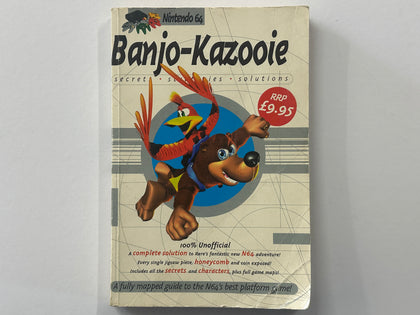 Nintendo 64
Banjo-Kazooie
secrets • strategies • solutions
RRP
£9.95
100% Unofficial
A complete solution to Rare's fantastic new N64 adventure!
Every single jigsaw piece, honeycomb and coin exposed!
Includes all the secrets and characters, plus full game maps!
A fully mapped guide to the N64's best platform game!